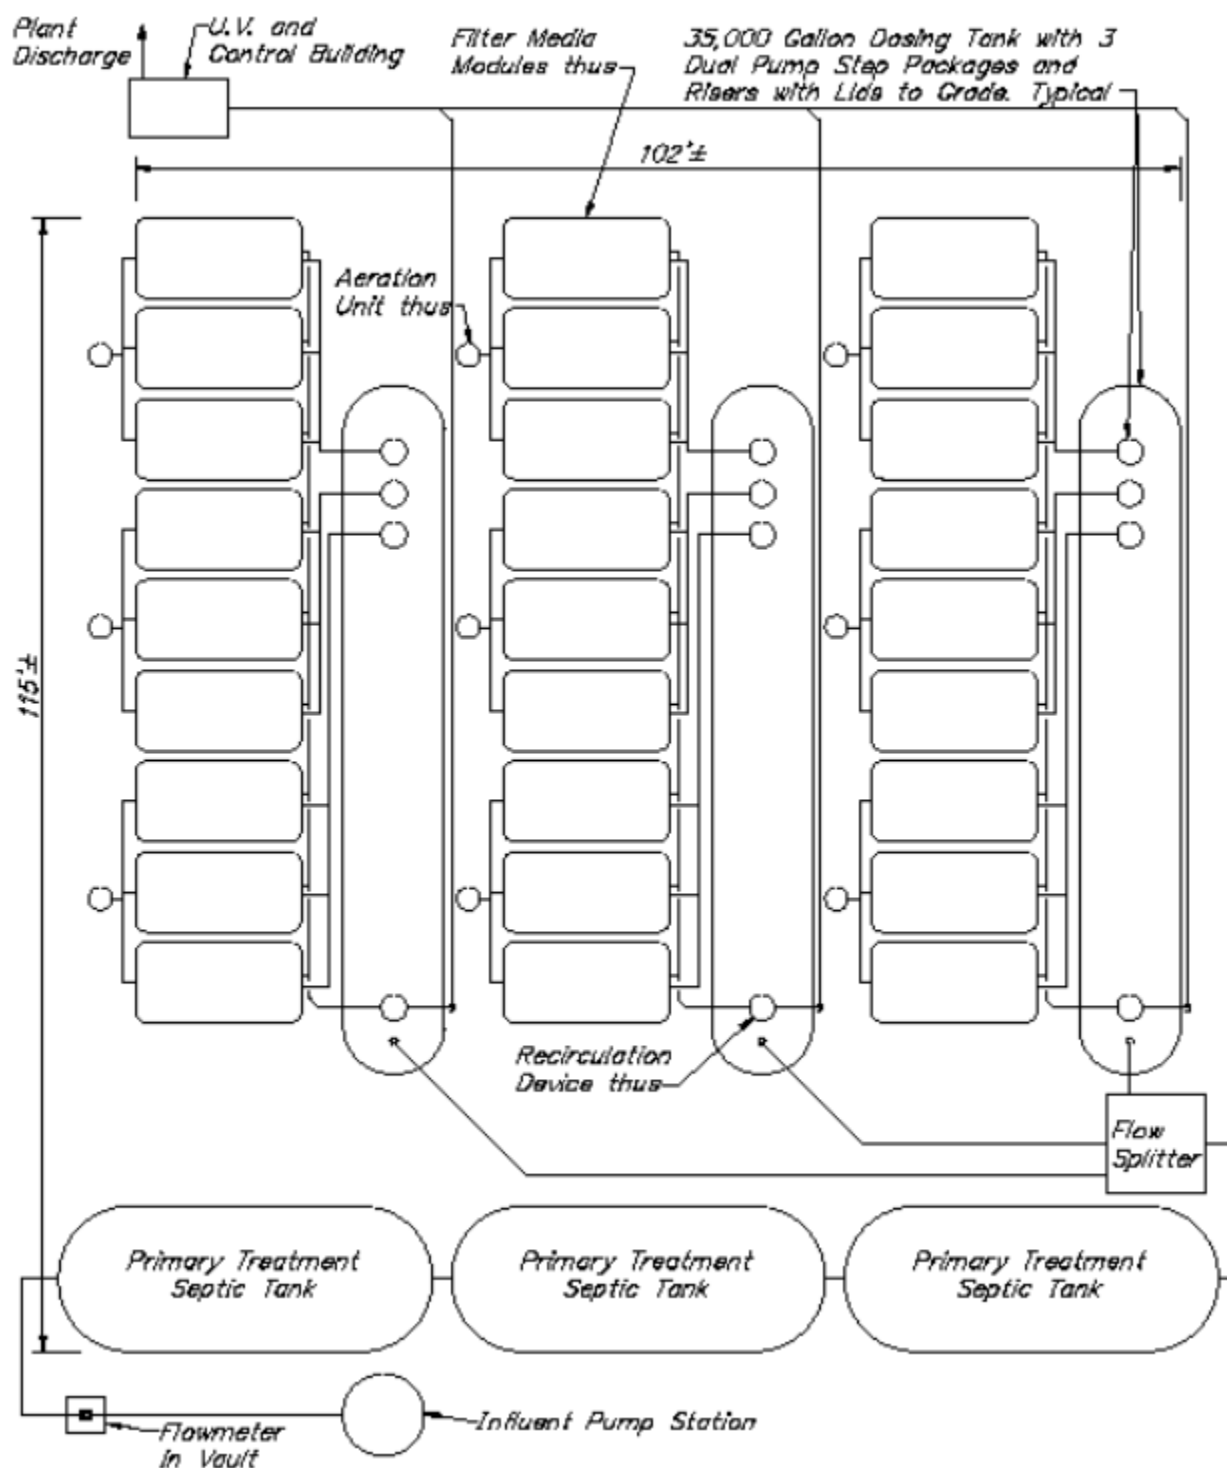 Plant
Discharge
U.V. and
Control Building
Filter Media
Modules thus
35,000 Gallon Dosing Tank with 3
Dual Pump Step Packages and
Risers with Lids to Grade. Typical
102'±
Aeration
Unit thus
115'±
Recirculation
Device thus
Flow
Splitter
Primary Treatment
Septic Tank
Primary Treatment
Septic Tank
Primary Treatment
Septic Tank
Influent Pump Station
Flowmeter
In Vault